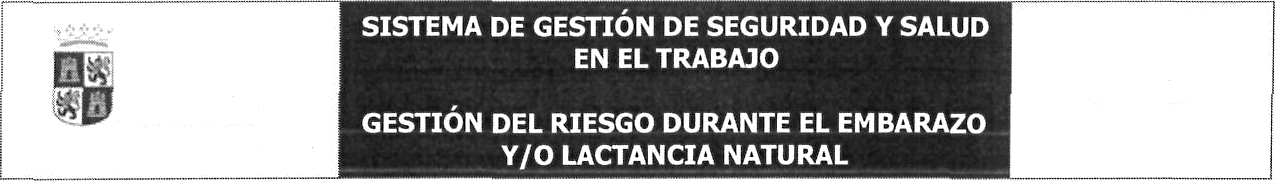 SISTEMA DE GESTIÓN DE SEGURIDAD Y SALUD
EN EL TRABAJO
GESTIÓN DEL RIESGO DURANTE EL EMBARAZO
Y/O LACTANCIA NATURAL